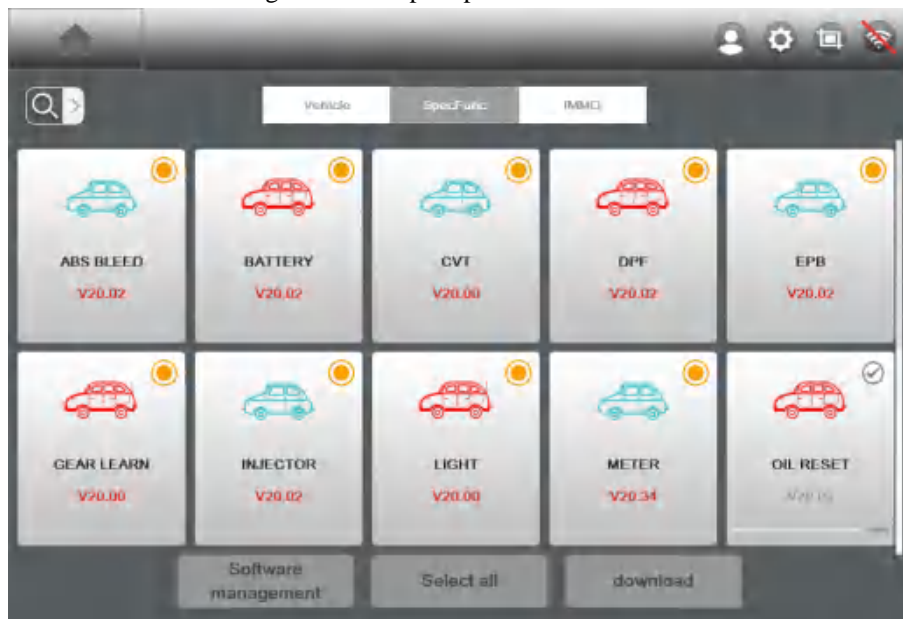 Vehicle SpecFunc IMMO
ABS BLEED BATTERY CVT DPF EPB
V20.02 V20.02 V20.00 V20.02 V20.02
GEAR LEARN INJECTOR LIGHT METER OIL RESET
V20.00 V20.02 V20.00 V20.34
Software
management
Select all
download